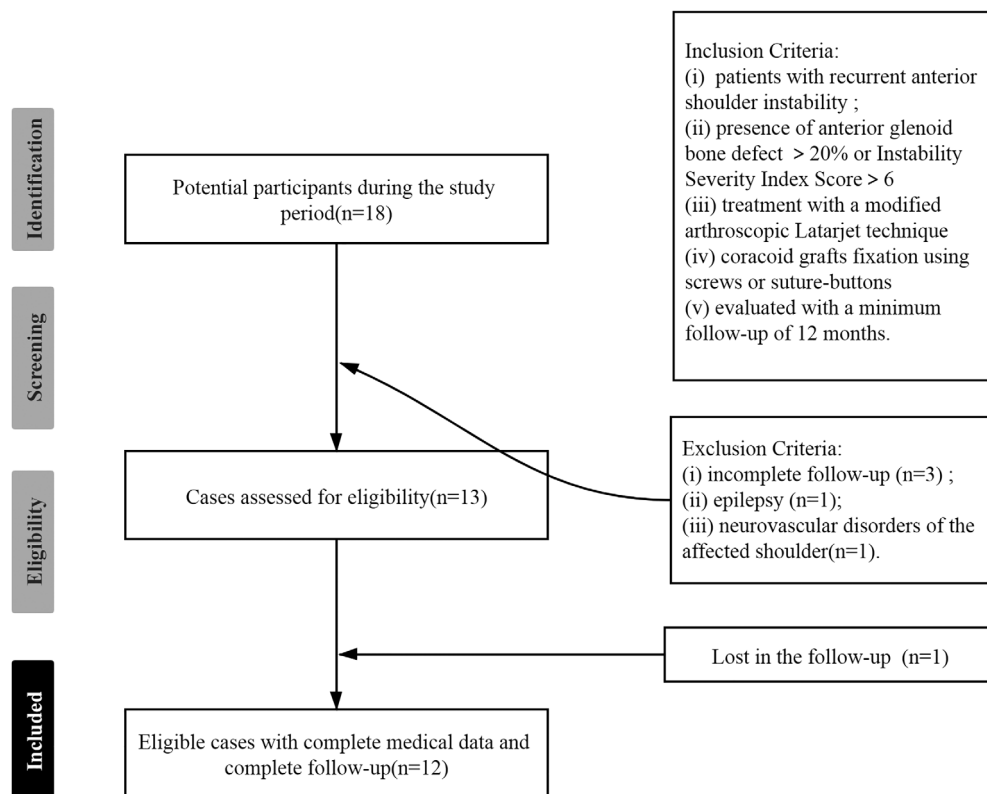 Identification
Potential participants during the study
period(n=18)
Inclusion Criteria:
(i)  patients with recurrent anterior
shoulder instability ;
(ii) presence of anterior glenoid
bone defect  > 20% or Instability
Severity Index Score > 6
(iii) treatment with a modified
arthroscopic Latarjet technique
(iv) coracoid grafts fixation using
screws or suture-buttons
(v) evaluated with a minimum
follow-up of 12 months.
Screening
Exclusion Criteria:
(i) incomplete follow-up (n=3) ;
(ii) epilepsy (n=1);
(iii) neurovascular disorders of the
affected shoulder(n=1).
Eligibility
Cases assessed for eligibility(n=13)
Lost in the follow-up  (n=1)
Included
Eligible cases with complete medical data and
complete follow-up(n=12)